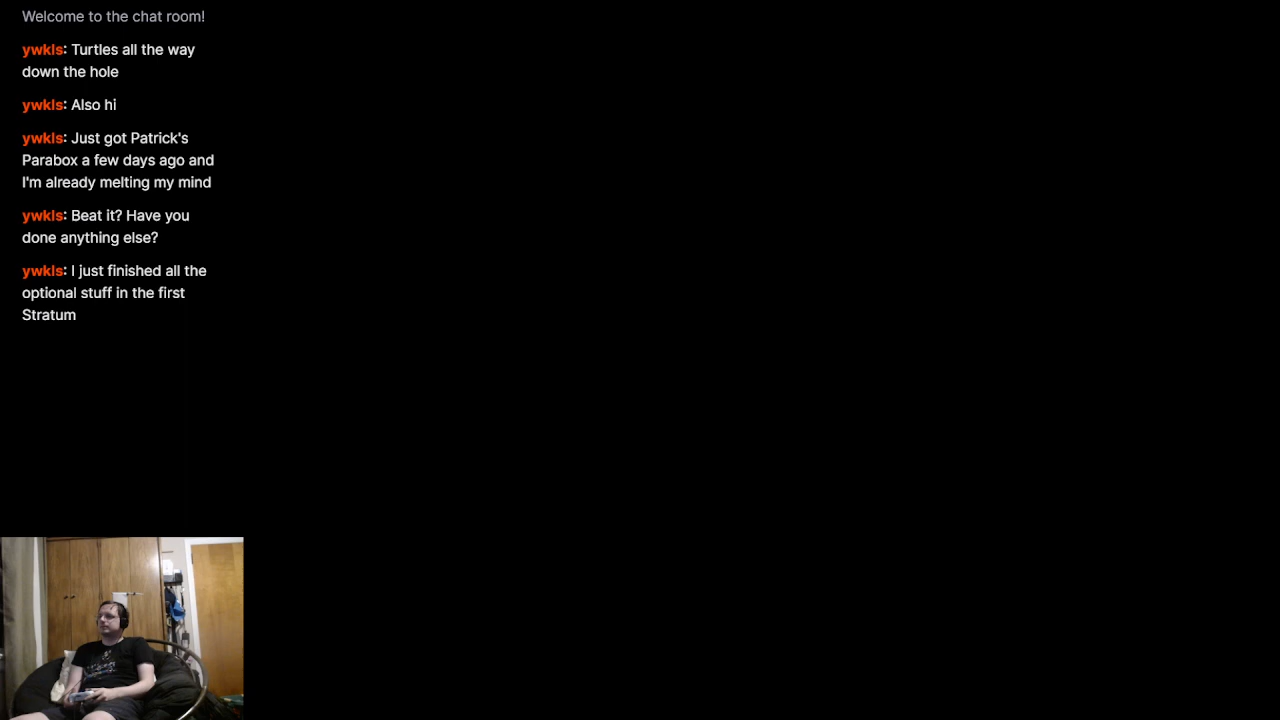 Welcome to the chat room!
ywkls: Turtles all the way
down the hole
ywkls: Also hi
ywkls: Just got Patrick's
Parabox a few days ago and
I'm already melting my mind
ywkls: Beat it? Have you
done anything else?
ywkls: I just finished all the
optional stuff in the first
Stratum